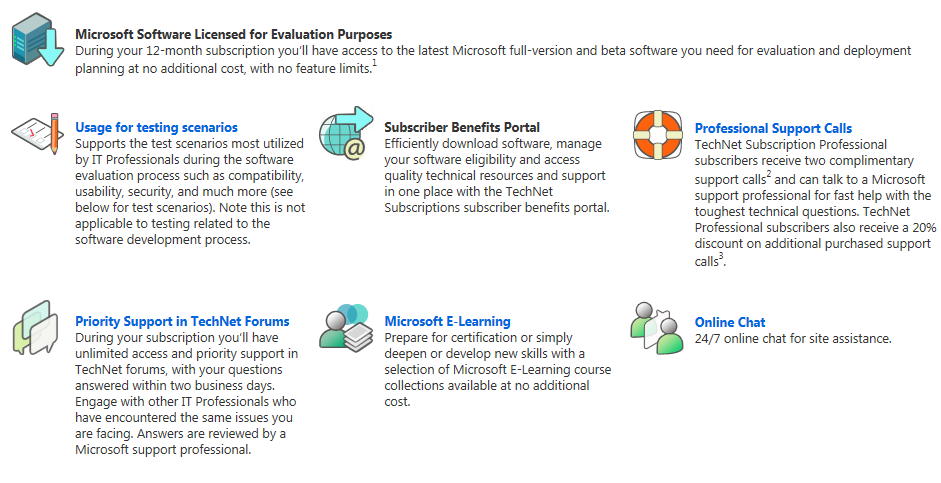 Microsoft Software Licensed for Evaluation Purposes
During your 12-month subscription you'll have access to the latest Microsoft full-version and beta software you need for evaluation and deployment
planning at no additional cost, with no feature limits.1
Usage for testing scenarios
Supports the test scenarios most utilized
by IT Professionals during the software
evaluation process such as compatibility,
usability, security, and much more (see
below for test scenarios). Note this is not
applicable to testing related to the
software development process.
Subscriber Benefits Portal
Efficiently download software, manage
your software eligibility and access
quality technical resources and support
in one place with the TechNet
Subscriptions subscriber benefits portal.
Professional Support Calls
TechNet Subscription Professional
subscribers receive two complimentary
support calls2 and can talk to a Microsoft
support professional for fast help with the
toughest technical questions. TechNet
Professional subscribers also receive a 20%
discount on additional purchased support
calls3.
Priority Support in TechNet Forums
During your subscription you'll have
unlimited access and priority support in
TechNet forums, with your questions
answered within two business days.
Engage with other IT Professionals who
have encountered the same issues you
are facing. Answers are reviewed by a
Microsoft support professional.
Microsoft E-Learning
Prepare for certification or simply
deepen or develop new skills with a
selection of Microsoft E-Learning course
collections available at no additional
cost.
Online Chat
24/7 online chat for site assistance.